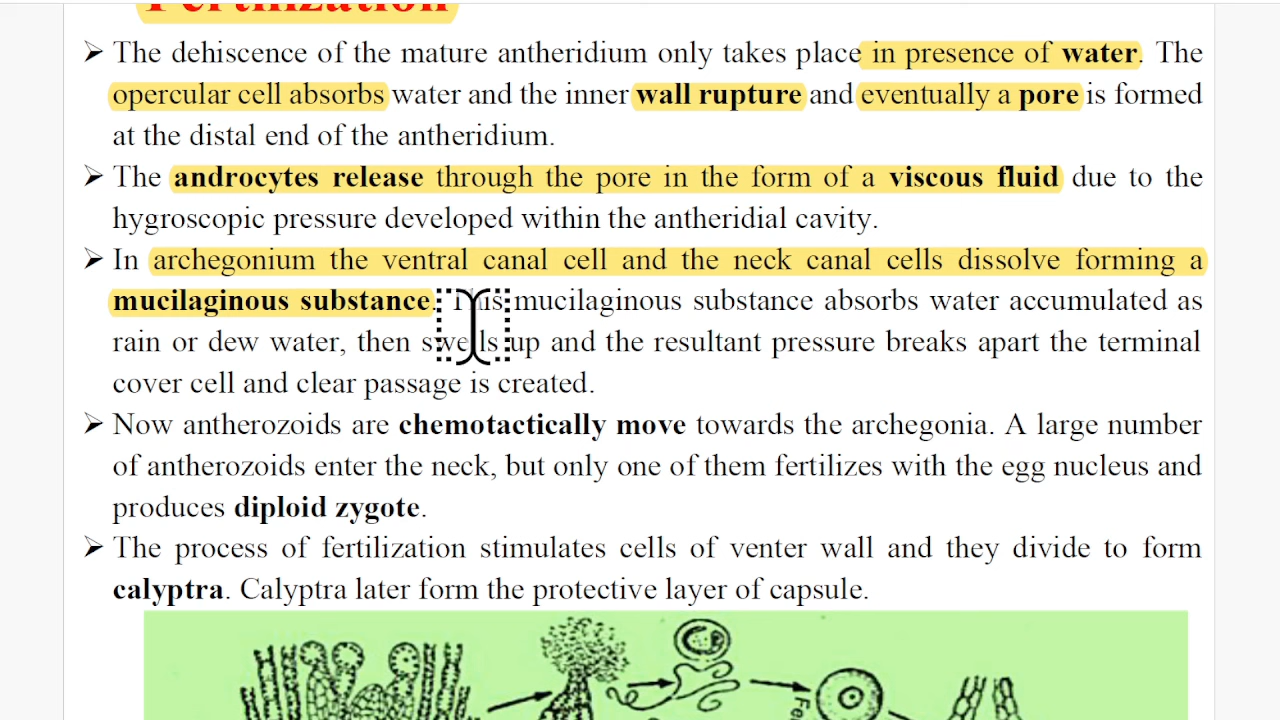 Fertilization
➢ The dehiscence of the mature antheridium only takes place in presence of water. The
opercular cell absorbs water and the inner wall rupture and eventually a pore is formed
at the distal end of the antheridium.
➢ The androcytes release through the pore in the form of a viscous fluid due to the
hygroscopic pressure developed within the antheridial cavity.
➢ In archegonium the ventral canal cell and the neck canal cells dissolve forming a
mucilaginous substance. This mucilaginous substance absorbs water accumulated as
rain or dew water, then swells up and the resultant pressure breaks apart the terminal
cover cell and clear passage is created.
➢ Now antherozoids are chemotactically move towards the archegonia. A large number
of antherozoids enter the neck, but only one of them fertilizes with the egg nucleus and
produces diploid zygote.
➢ The process of fertilization stimulates cells of venter wall and they divide to form
calyptra. Calyptra later form the protective layer of capsule.
Fe